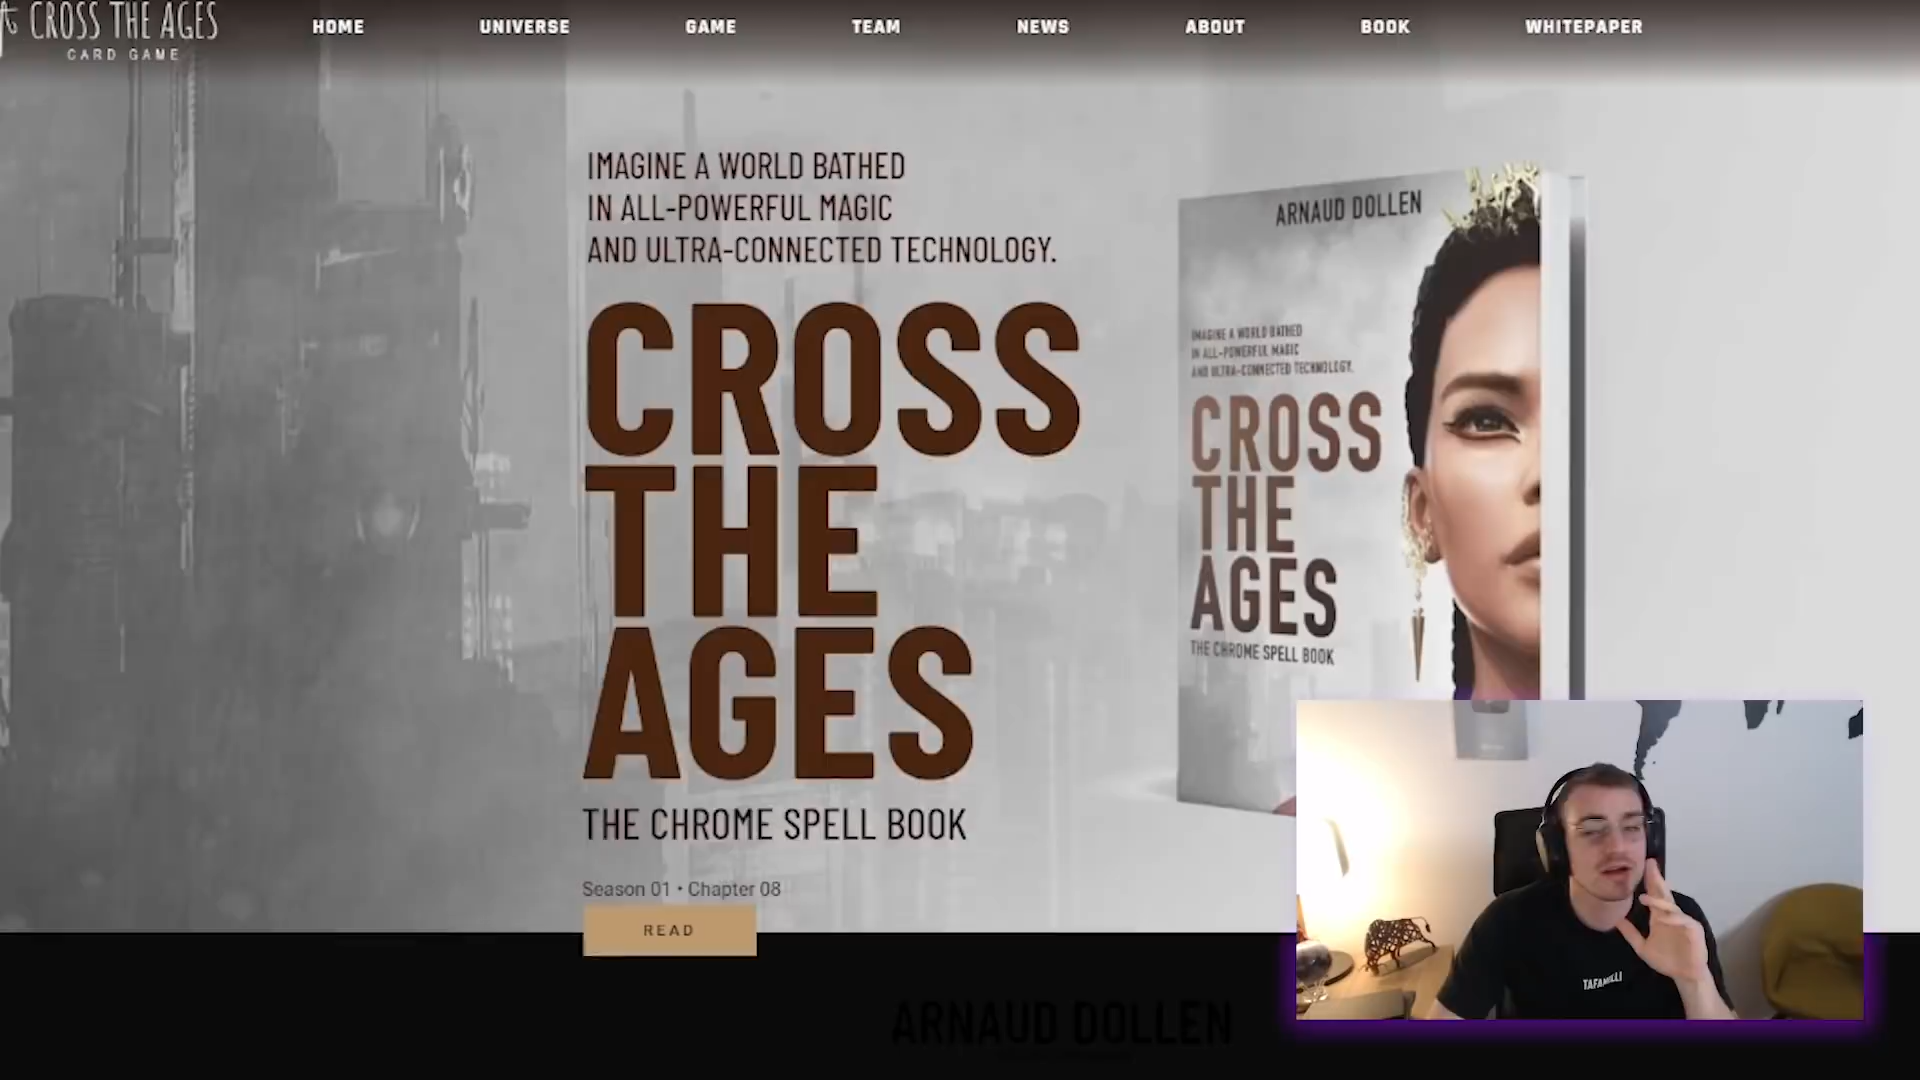 CROSS THE AGES
CARD GAME
HOME
UNIVERSE
GAME
TEAM
NEWS
ABOUT
BOOK
WHITEPAPER
IMAGINE A WORLD BATHED
IN ALL-POWERFUL MAGIC
AND ULTRA-CONNECTED TECHNOLOGY.
CROSS
THE
AGES
THE CHROME SPELL BOOK
Season 01 • Chapter 08
READ
ARNAUD DOLLEN
ARNAUD DOLLEN
IMAGINE A WORLD BATHED
IN ALL-POWERFUL MAGIC
AND ULTRA-CONNECTED TECHNOLOGY.
CROSS
THE
AGES
THE CHROME SPELL BOOK